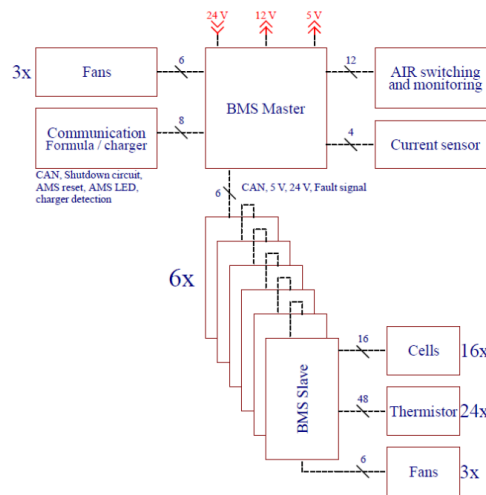 24 V 12 V 5 V
3x
Fans
6
BMS Master
12
AIR switching
and monitoring
Communication
Formula / charger
8
4
Current sensor
CAN, Shutdown circuit,
AMS reset, AMS LED,
charger detection
6
CAN, 5 V, 24 V, Fault signal
6x
BMS Slave
16
Cells
16x
48
Thermistor
24x
6
Fans
3x